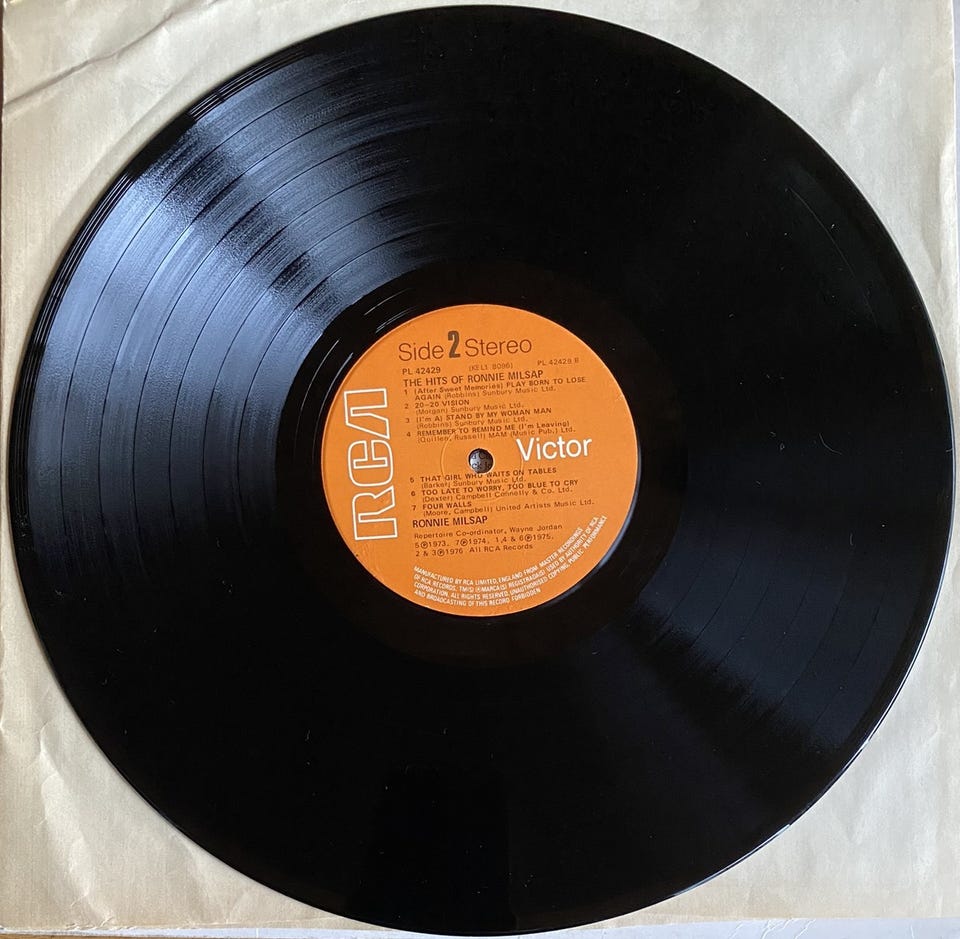 Side 2 Stereo
PL 42429 (KEL1 8096) PL 42429 B
THE HITS OF RONNIE MILSAP
1 (After Sweet Memories) PLAY BORN TO LOSE
AGAIN (Robbins) Sunbury Music Ltd.
2 20-20 VISION
(Morgan) Sunbury Music Ltd.
3 (I'm A) STAND BY MY WOMAN MAN
(Robbins) Sunbury Music Ltd.
4 REMEMBER TO REMIND ME (I'm Leaving)
(Quillen, Russell) MAM (Music Pub.) Ltd.
RCA Victor
5 THAT GIRL WHO WAITS ON TABLES
(Barker) Sunbury Music Ltd.
6 TOO LATE TO WORRY, TOO BLUE TO CRY
(Dexter) Campbell Connelly & Co. Ltd.
7 FOUR WALLS
(Moore, Campbell) United Artists Music Ltd.
RONNIE MILSAP
Repertoire Co-ordinator, Wayne Jordan
5 ℗1973, 7 ℗1974, 1,4 & 6 ℗1975,
2 & 3 ℗1976 All RCA Records
MANUFACTURED BY RCA LIMITED, ENGLAND FROM MASTER RECORDINGS
OF RCA RECORDS. TM(S) ® MARCA(S) REGISTRADA(S) USED BY AUTHORITY OF RCA
CORPORATION. ALL RIGHTS RESERVED. UNAUTHORISED COPYING, PUBLIC PERFORMANCE
AND BROADCASTING OF THIS RECORD FORBIDDEN